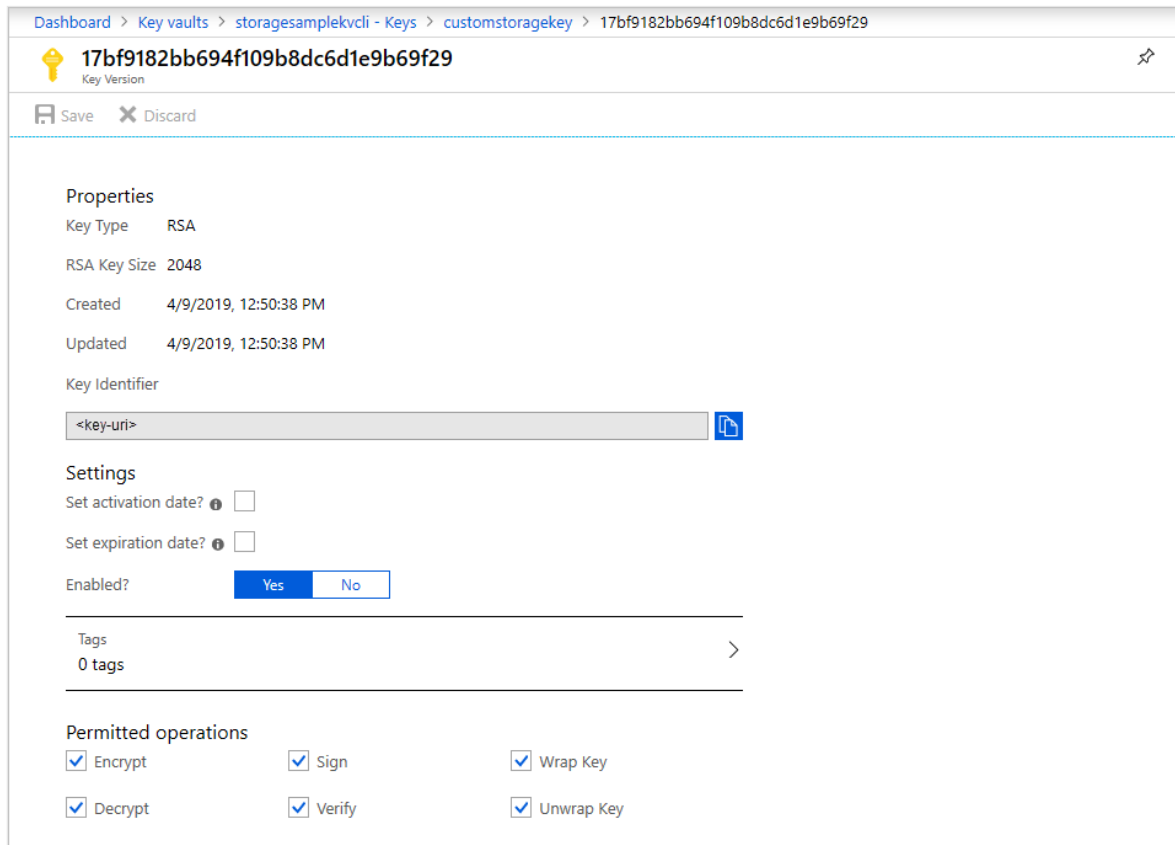 Dashboard > Key vaults > storagesamplekvcli - Keys > customstoragekey > 17bf9182bb694f109b8dc6d1e9b69f29
17bf9182bb694f109b8dc6d1e9b69f29
Key Version
Save Discard
Properties
Key Type RSA
RSA Key Size 2048
Created 4/9/2019, 12:50:38 PM
Updated 4/9/2019, 12:50:38 PM
Key Identifier
<key-uri>
Settings
Set activation date?
Set expiration date?
Enabled? Yes No
Tags
0 tags
Permitted operations
Encrypt Sign Wrap Key
Decrypt Verify Unwrap Key